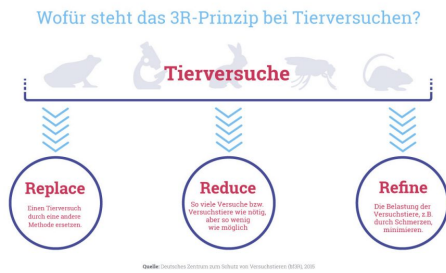 Wofür steht das 3R-Prinzip bei Tierversuchen?
Tierversuche
Replace
Einen Tierversuch
durch eine andere
Methode ersetzen.
Reduce
So viele Versuche bzw.
Versuchstiere wie nötig,
aber so wenig
wie möglich
Refine
Die Belastung der
Versuchstiere, z.B.
durch Schmerzen,
minimieren.
Quelle: Deutsches Zentrum zum Schutz von Versuchstieren (Bf3R), 2016